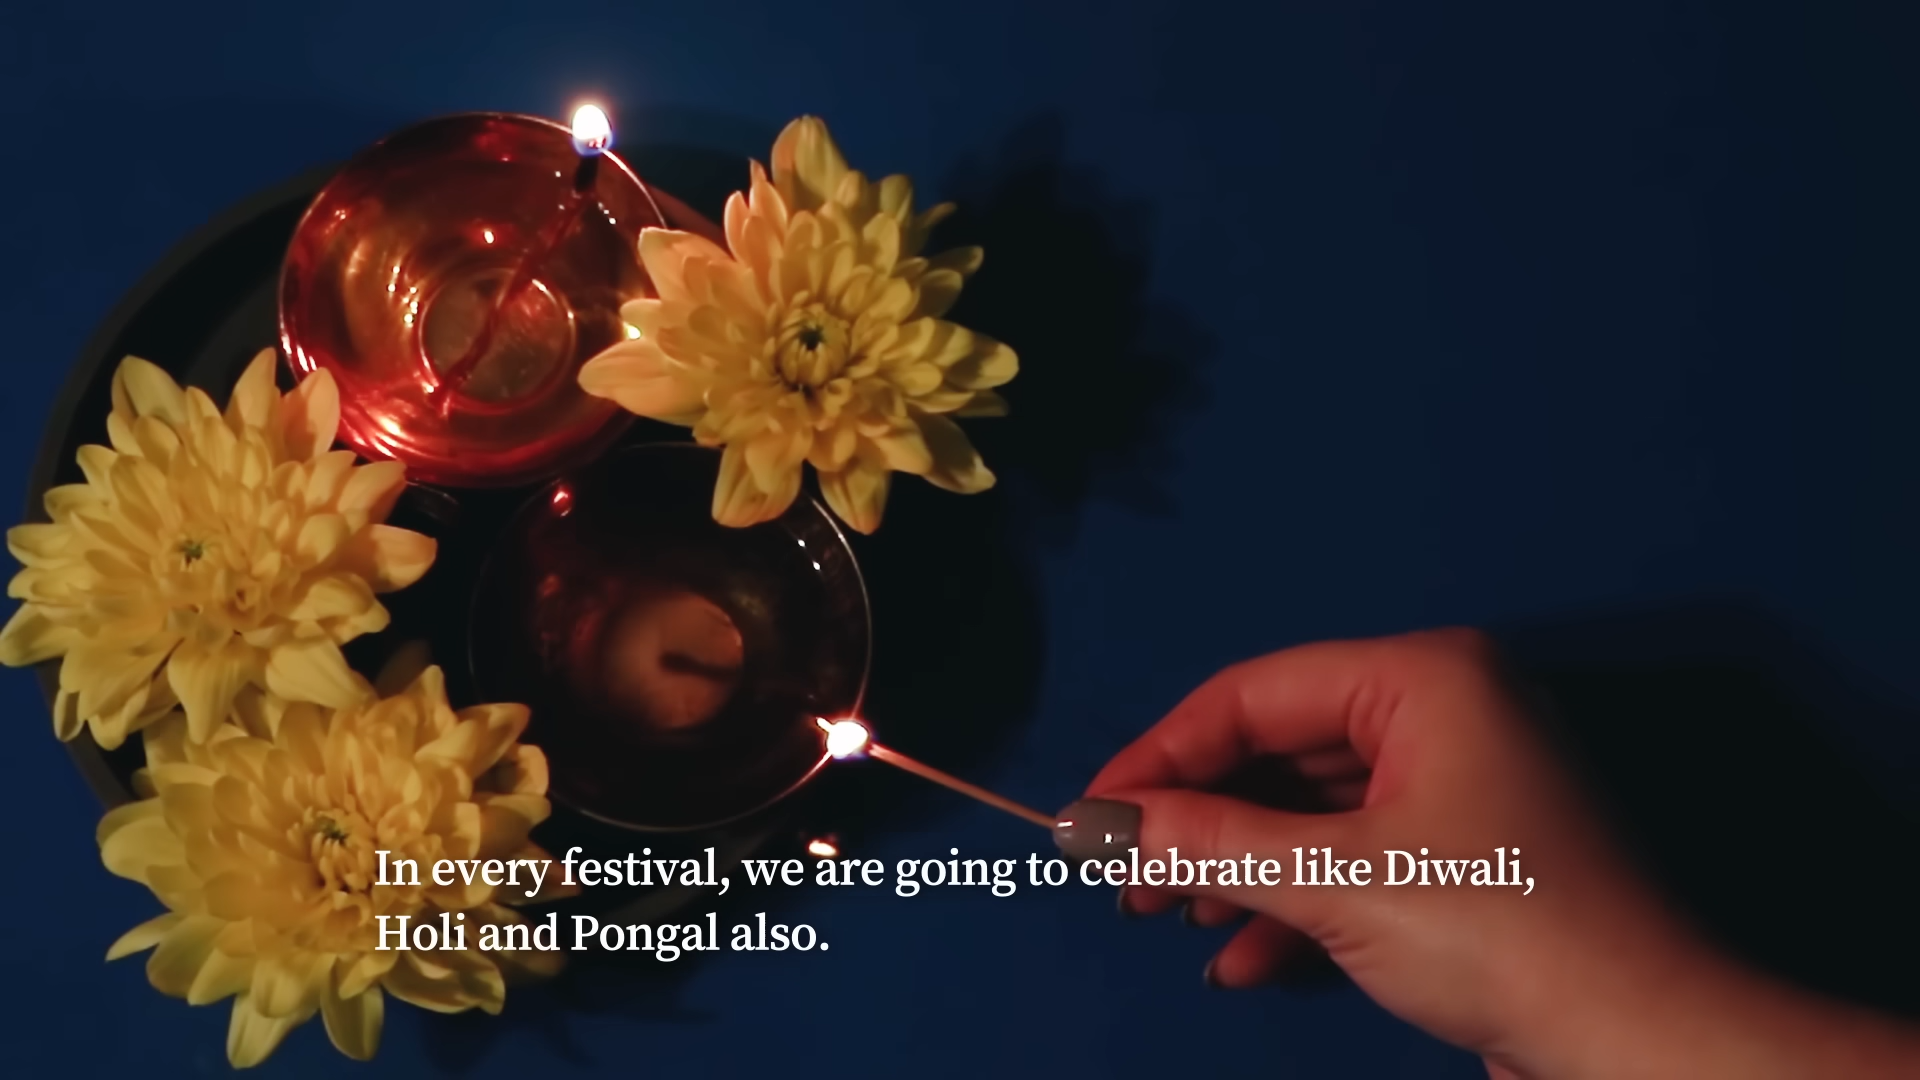 In every festival, we are going to celebrate like Diwali,
Holi and Pongal also.